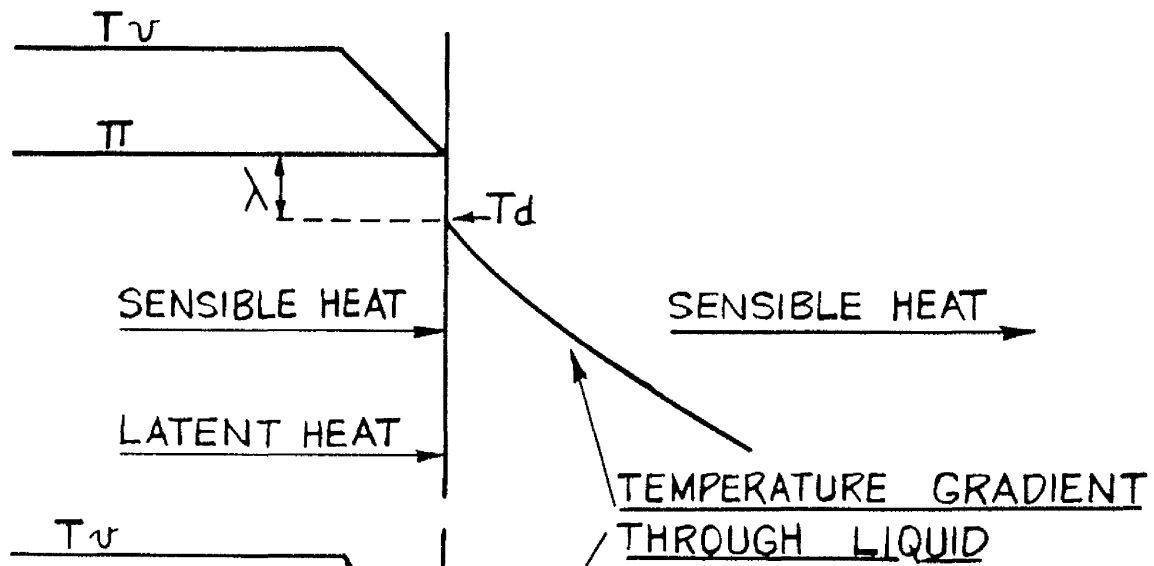 Tv
π
λ
Td
SENSIBLE HEAT
SENSIBLE HEAT
LATENT HEAT
TEMPERATURE GRADIENT
THROUGH LIQUID
Tv